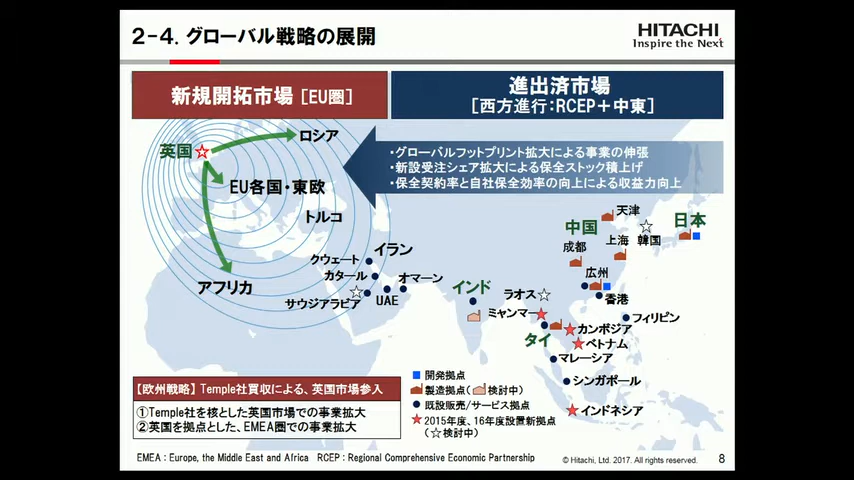 2-4. グローバル戦略の展開
HITACHI
Inspire the Next
新規開拓市場 [EU圏]
進出済市場
[西方進行:RCEP+中東]
・グローバルフットプリント拡大による事業の伸張
・新設受注シェア拡大による保全ストック積上げ
・保全契約率と自社保全効率の向上による収益力向上
英国
ロシア
EU各国・東欧
トルコ
アフリカ
イラン
クウェート
カタール
オマーン
サウジアラビア
UAE
インド
中国
天津
日本
成都
上海
韓国
広州
香港
ラオス
ミャンマー
フィリピン
カンボジア
タイ
ベトナム
マレーシア
シンガポール
インドネシア
【欧州戦略】 Temple社買収による、英国市場参入
①Temple社を核とした英国市場での事業拡大
②英国を拠点とした、EMEA圏での事業拡大
開発拠点
製造拠点(検討中)
既設販売/サービス拠点
2015年度、16年度設置新拠点
(☆検討中)
EMEA : Europe, the Middle East and Africa RCEP : Regional Comprehensive Economic Partnership
© Hitachi, Ltd. 2017. All rights reserved.
8